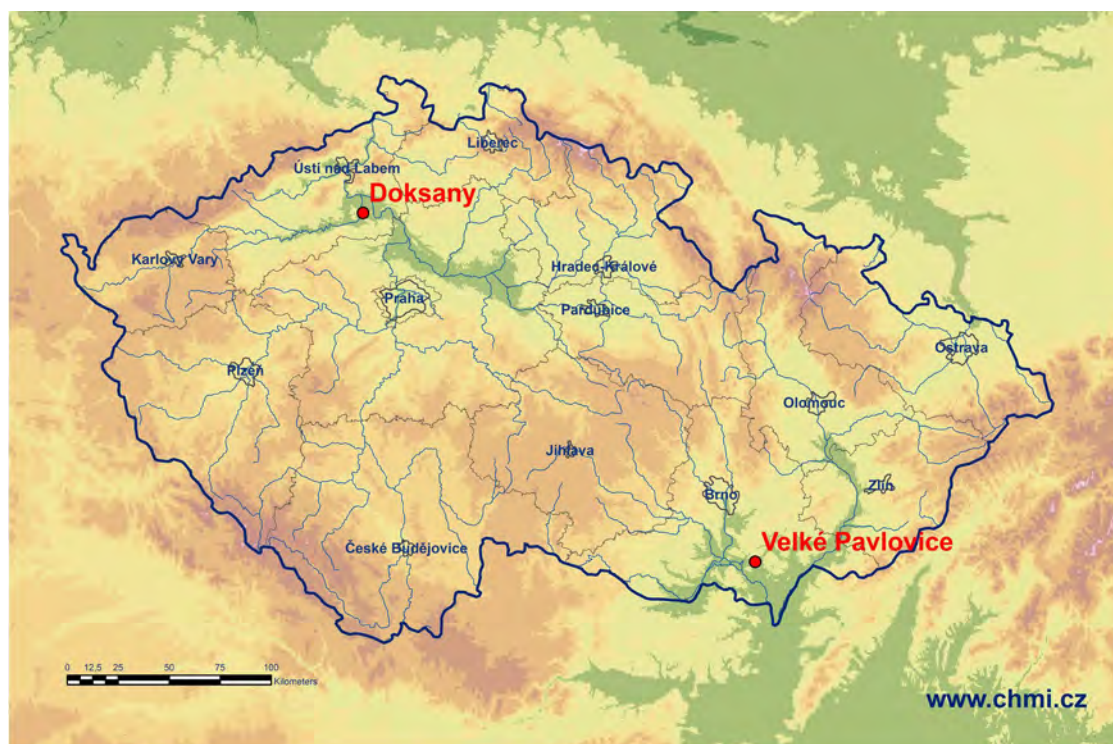 Liberec
Ústí nad Labem
Doksany
Karlovy Vary
Hradec Králové
Praha
Pardubice
Ostrava
Plzeň
Olomouc
Jihlava
Zlín
Brno
Velké Pavlovice
České Budějovice
0 12,5 25 50 75 100
Kilometers
www.chmi.cz